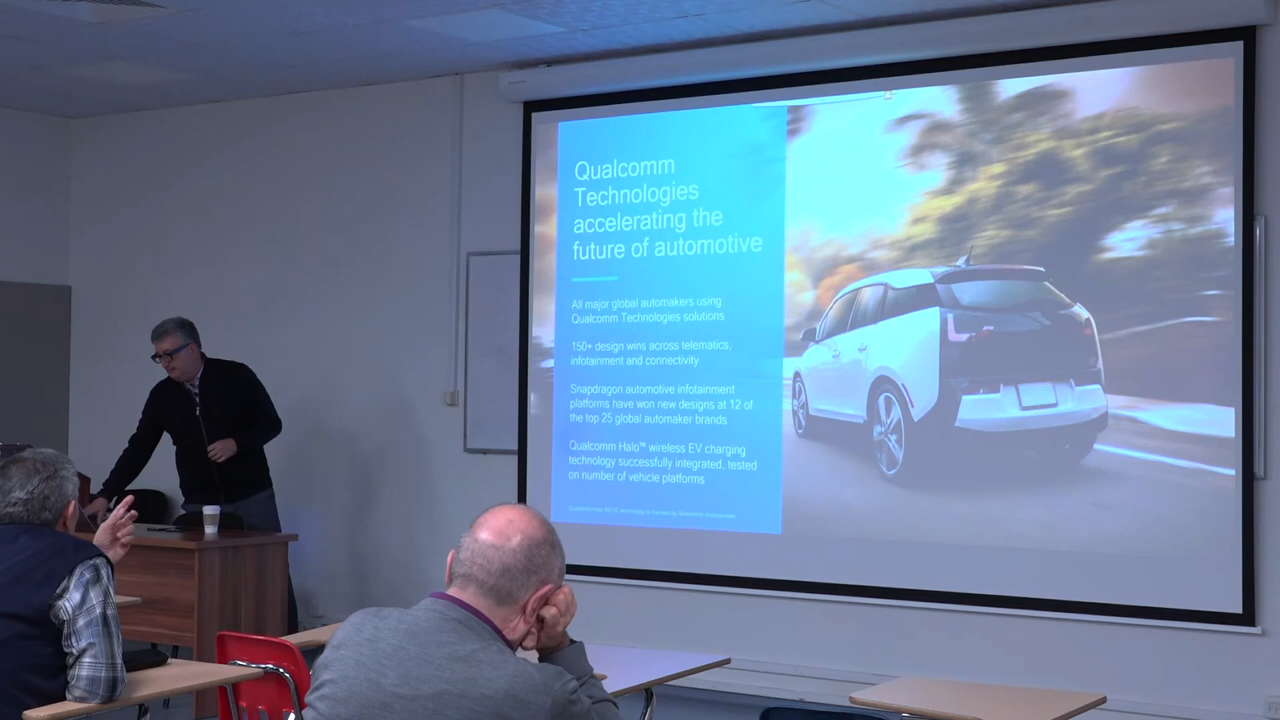 Qualcomm
Technologies
accelerating the
future of automotive
All major global automakers using
Qualcomm Technologies solutions
150+ design wins across telematics,
infotainment and connectivity
Snapdragon automotive infotainment
platforms have won new designs at 12 of
the top 25 global automaker brands
Qualcomm Halo™ wireless EV charging
technology successfully integrated, tested
on number of vehicle platforms